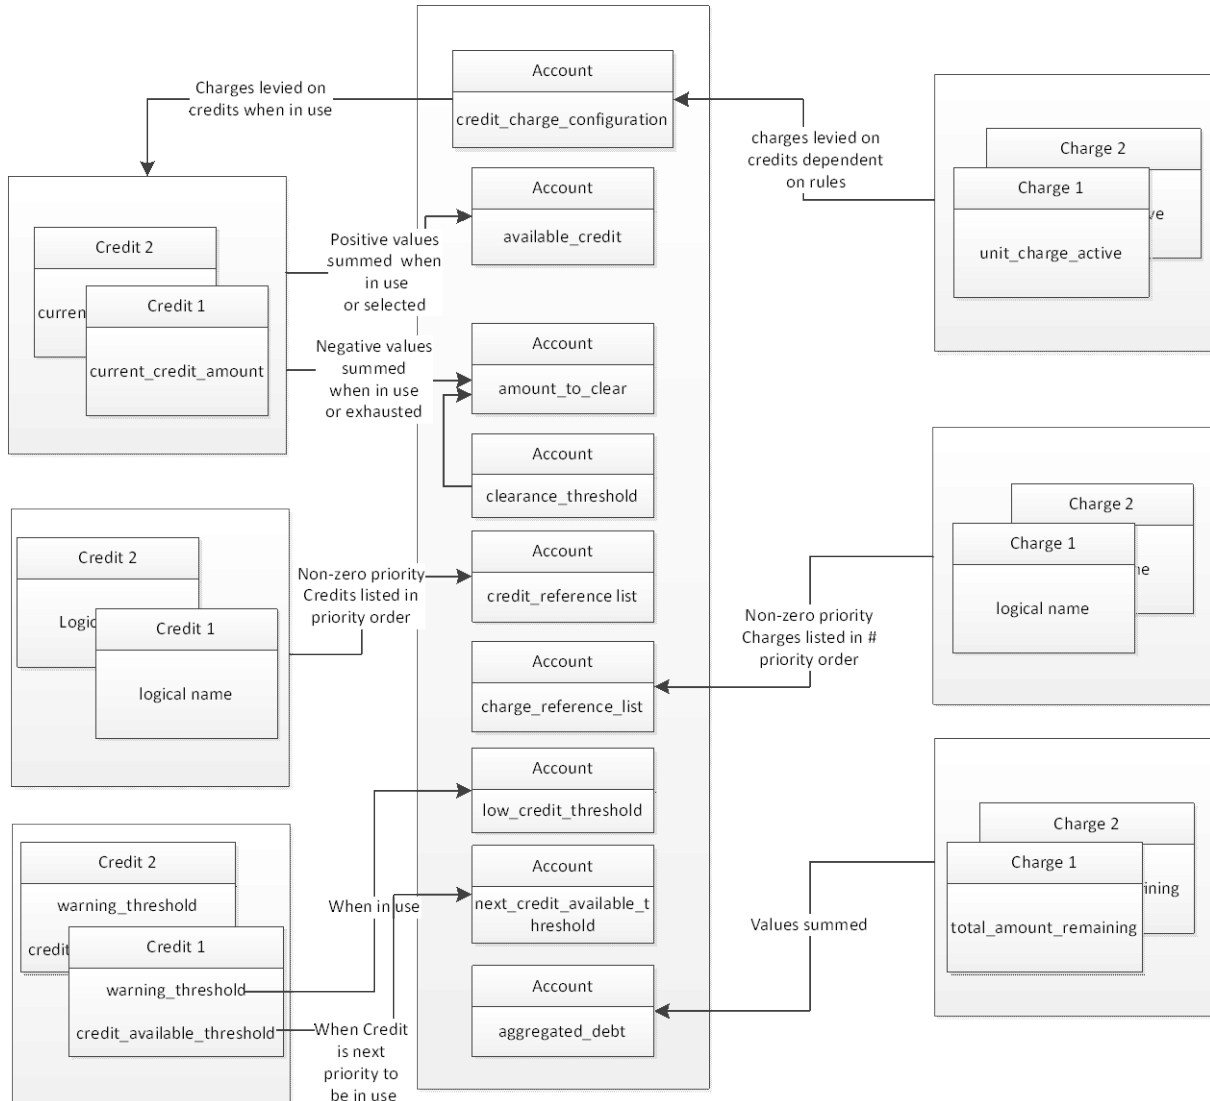 Account
credit_charge_configuration
Charges levied on
credits when in use
charges levied on
credits dependent
on rules
Charge 2
Charge 1
unit_charge_active
Account
available_credit
Credit 2
Credit 1
current_credit_amount
Positive values
summed when
in use
or selected
Negative values
summed
when in use
or exhausted
Account
amount_to_clear
Account
clearance_threshold
Credit 2
Credit 1
logical name
Non-zero priority
Credits listed in
priority order
Account
credit_reference list
Charge 2
Charge 1
logical name
Non-zero priority
Charges listed in #
priority order
Account
charge_reference_list
Account
low_credit_threshold
Credit 2
warning_threshold
Credit 1
warning_threshold
credit_available_threshold
When in use
When Credit
is next
priority to
be in use
Account
next_credit_available_t
hreshold
Charge 2
Charge 1
total_amount_remaining
Values summed
Account
aggregated_debt